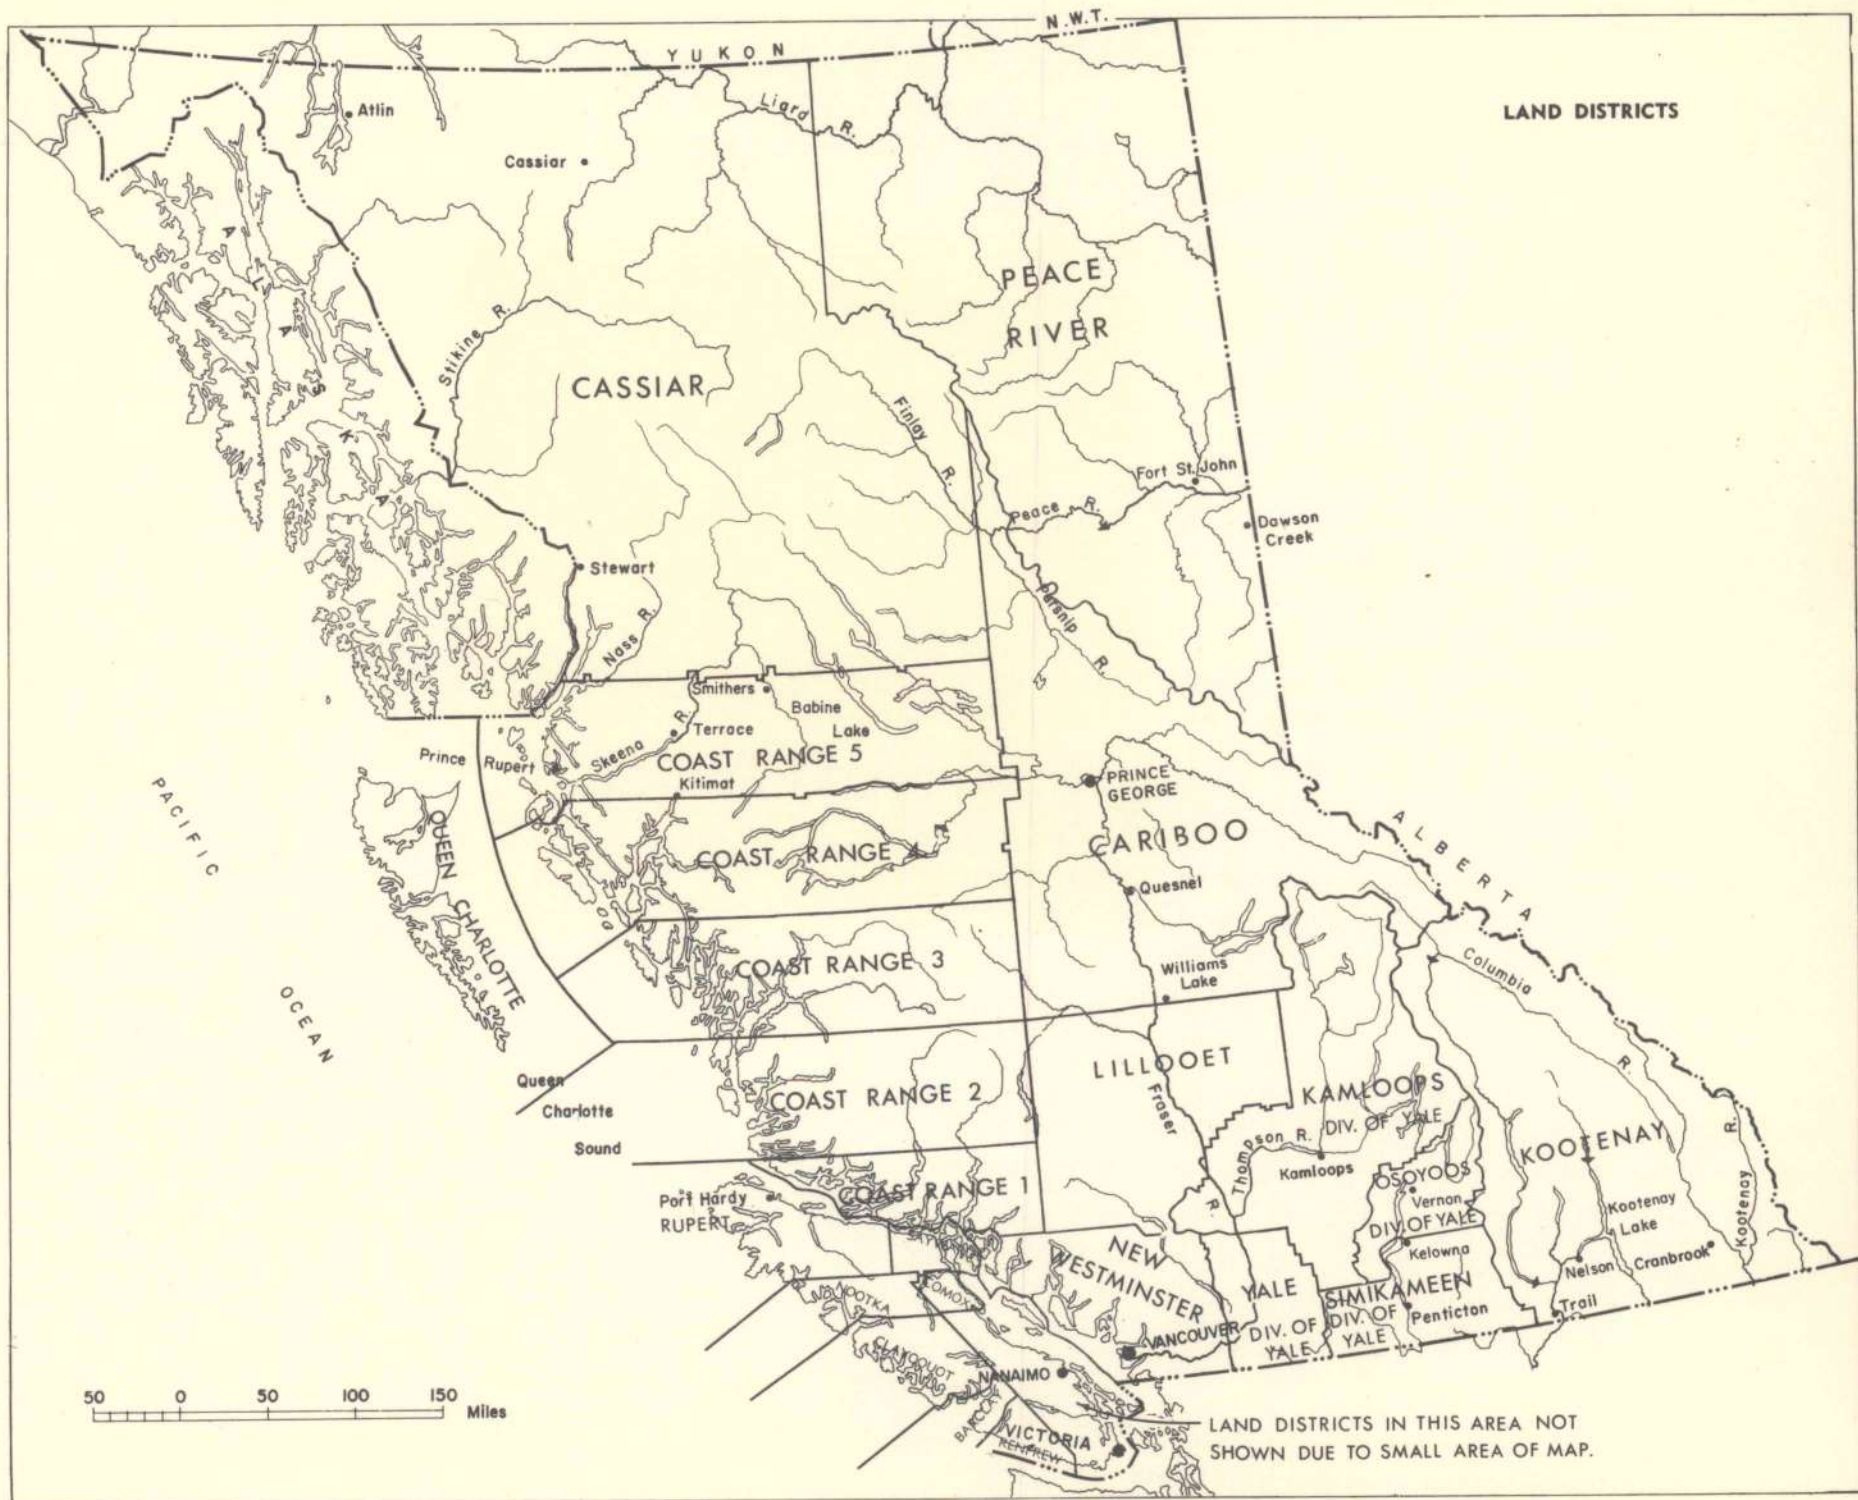 N.W.T.
YUKON
LAND DISTRICTS
Atlin
Liard R.
Cassiar
ALASKA
PEACE
RIVER
Stikine R.
CASSIAR
Finlay R.
Fort St. John
Peace R.
Dawson
Creek
Stewart
Nass R.
Parsnip R.
Smithers
Babine
Lake
Terrace
Skeena R.
Prince Rupert
COAST RANGE 5
Kitimat
PRINCE
GEORGE
PACIFIC
OCEAN
QUEEN CHARLOTTE
ALBERTA
CARIBOO
COAST RANGE 4
Quesnel
COAST RANGE 3
Williams
Lake
Columbia R.
LILLOOET
Fraser R.
Queen
Charlotte
Sound
COAST RANGE 2
KAMLOOPS
DIV. OF YALE
Thompson R.
Kamloops
KOOTENAY
COAST RANGE 1
Port Hardy
RUPERT
OSOYOOS
Vernon
DIV. OF YALE
Kootenay
Lake
Kootenay R.
Kelowna
NEW
WESTMINSTER
YALE
DIV. OF
YALE
SIMIKAMEEN
DIV. OF
YALE
Penticton
Nelson
Cranbrook
Trail
NOOTKA
COMOX
CLAYOQUOT
VANCOUVER
NANAIMO
VICTORIA
RENFREW
50 0 50 100 150
Miles
LAND DISTRICTS IN THIS AREA NOT
SHOWN DUE TO SMALL AREA OF MAP.